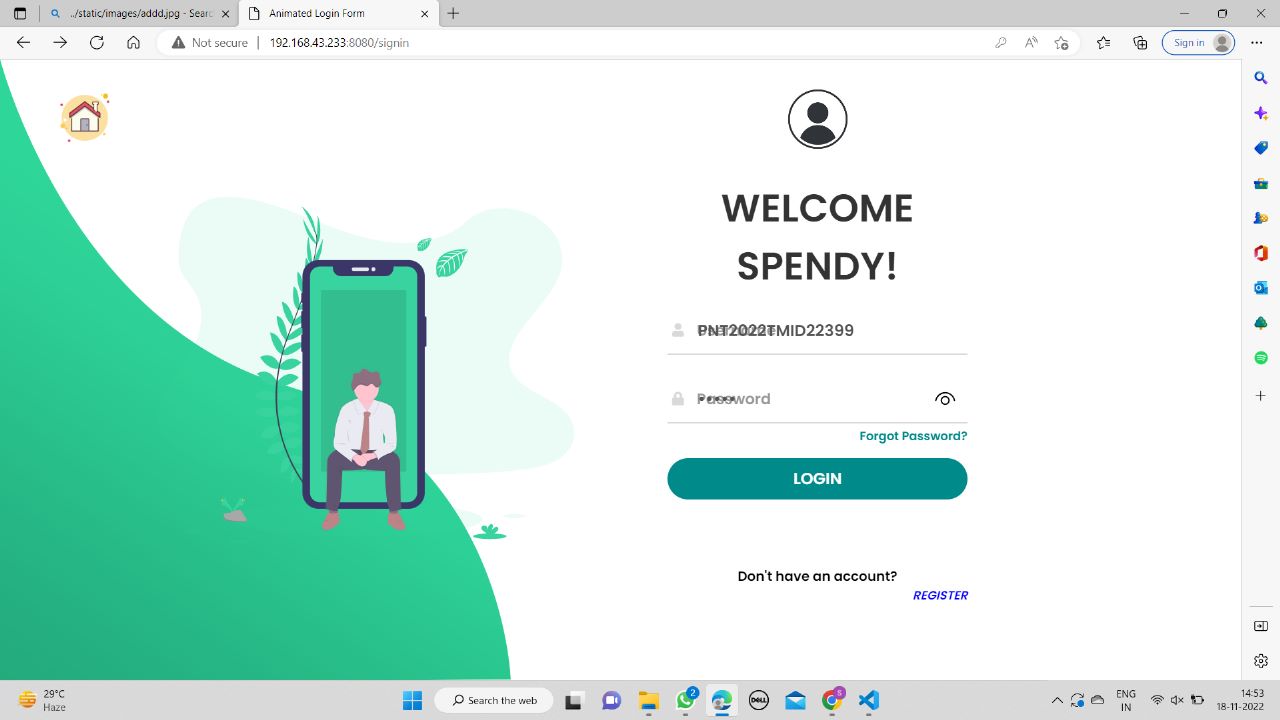 ../static/images/addd.jpg - Searc
Animated Login Form
Not secure
192.168.43.233:8080/signin
Sign in
WELCOME
SPENDY!
PNT2022TMID22399
Password
Forgot Password?
LOGIN
Don't have an account?
REGISTER
29°C
Haze
Search the web
2
DELL
S
ENG
IN
14:53
18-11-2022